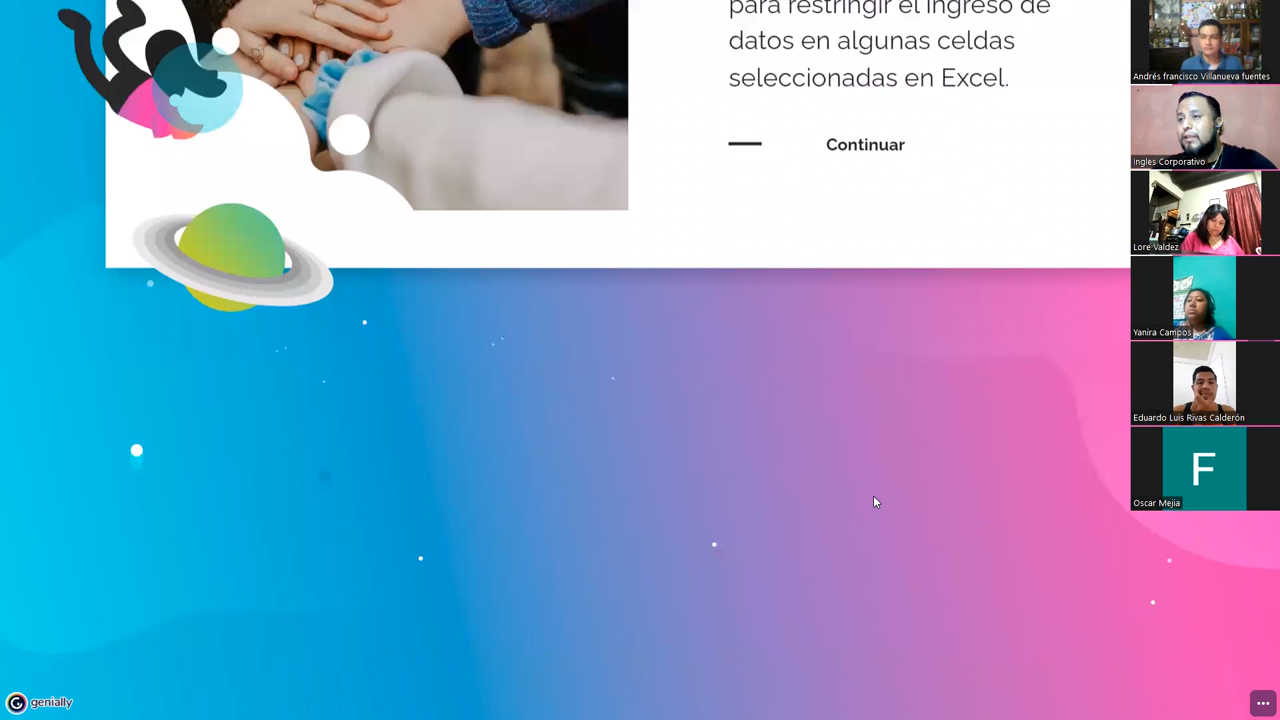 para restringir el ingreso de
datos en algunas celdas
seleccionadas en Excel.
Continuar
Andrés francisco Villanueva fuentes
Ingles Corporativo
Lore Valdez
Yanira Campos
Eduardo Luis Rivas Calderón
F
Oscar Mejia
genially